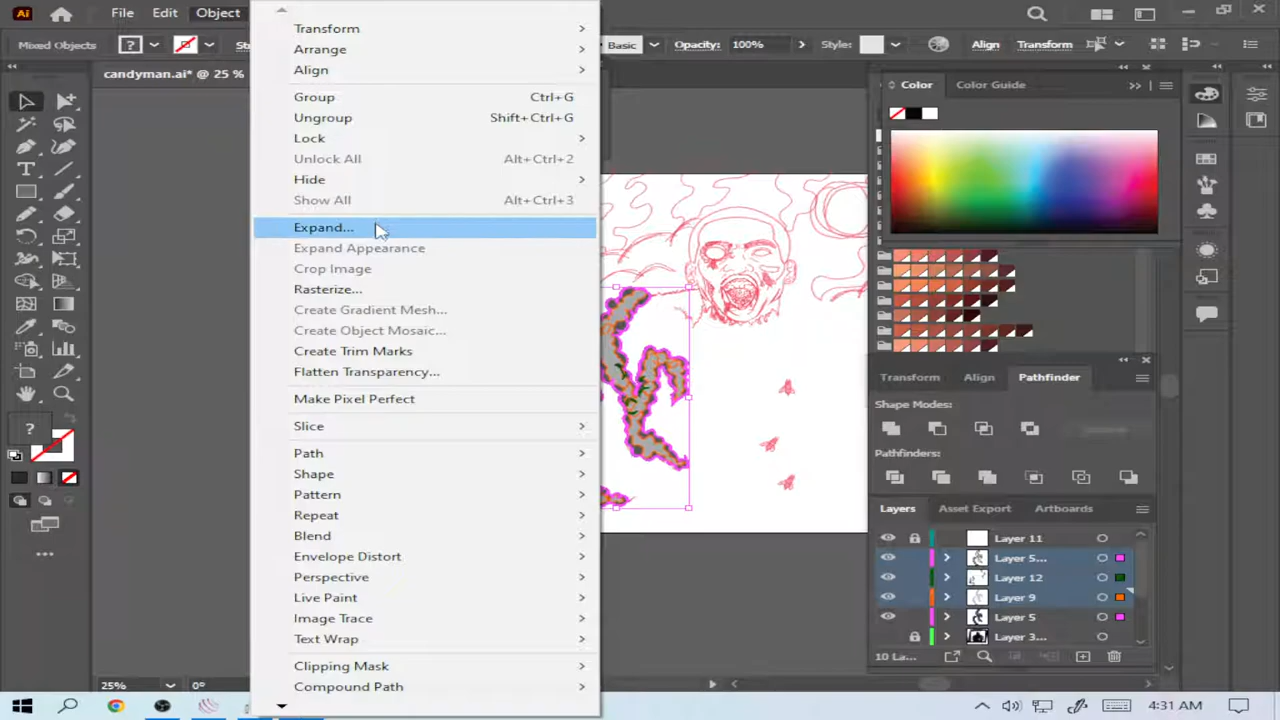 Ai File Edit Object
Mixed Objects ? Basic Opacity: 100% Style: Align Transform
candyman.ai* @ 25 %
Transform
Arrange
Align
Group Ctrl+G
Ungroup Shift+Ctrl+G
Lock
Unlock All Alt+Ctrl+2
Hide
Show All Alt+Ctrl+3
Expand...
Expand Appearance
Crop Image
Rasterize...
Create Gradient Mesh...
Create Object Mosaic...
Create Trim Marks
Flatten Transparency...
Make Pixel Perfect
Slice
Path
Shape
Pattern
Repeat
Blend
Envelope Distort
Perspective
Live Paint
Image Trace
Text Wrap
Clipping Mask
Compound Path
?
25% 0°
Color Color Guide
Transform Align Pathfinder
Shape Modes:
Pathfinders:
Layers Asset Export Artboards
Layer 11
Layer 5...
Layer 12
Layer 9
Layer 5
Layer 3...
10 La...
4:31 AM